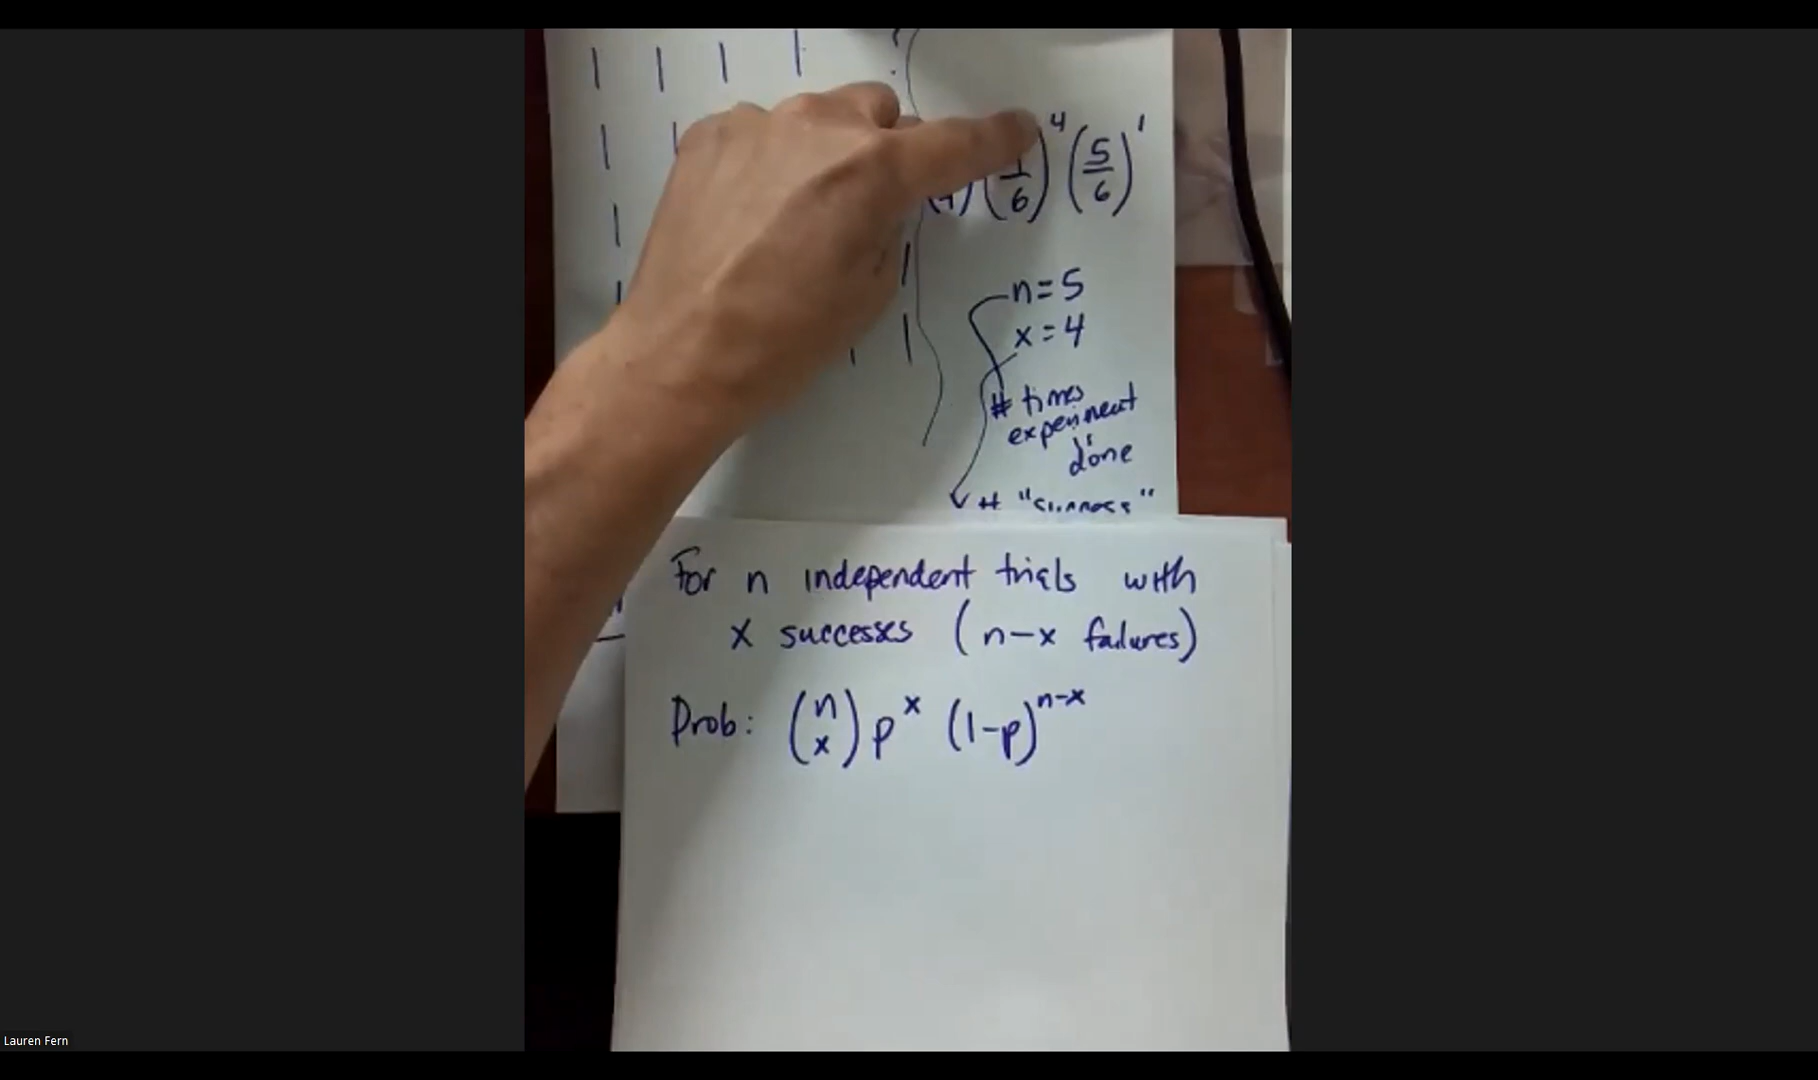 | | | | ?
| |
(1/6)^4 (5/6)^1
|
| |
n = 5
|
x = 4
# times
experiment
done
# "success"
For n independent trials with
X successes (n-x failures)
Prob: (n x) p^x (1-p)^n-x
Lauren Fern